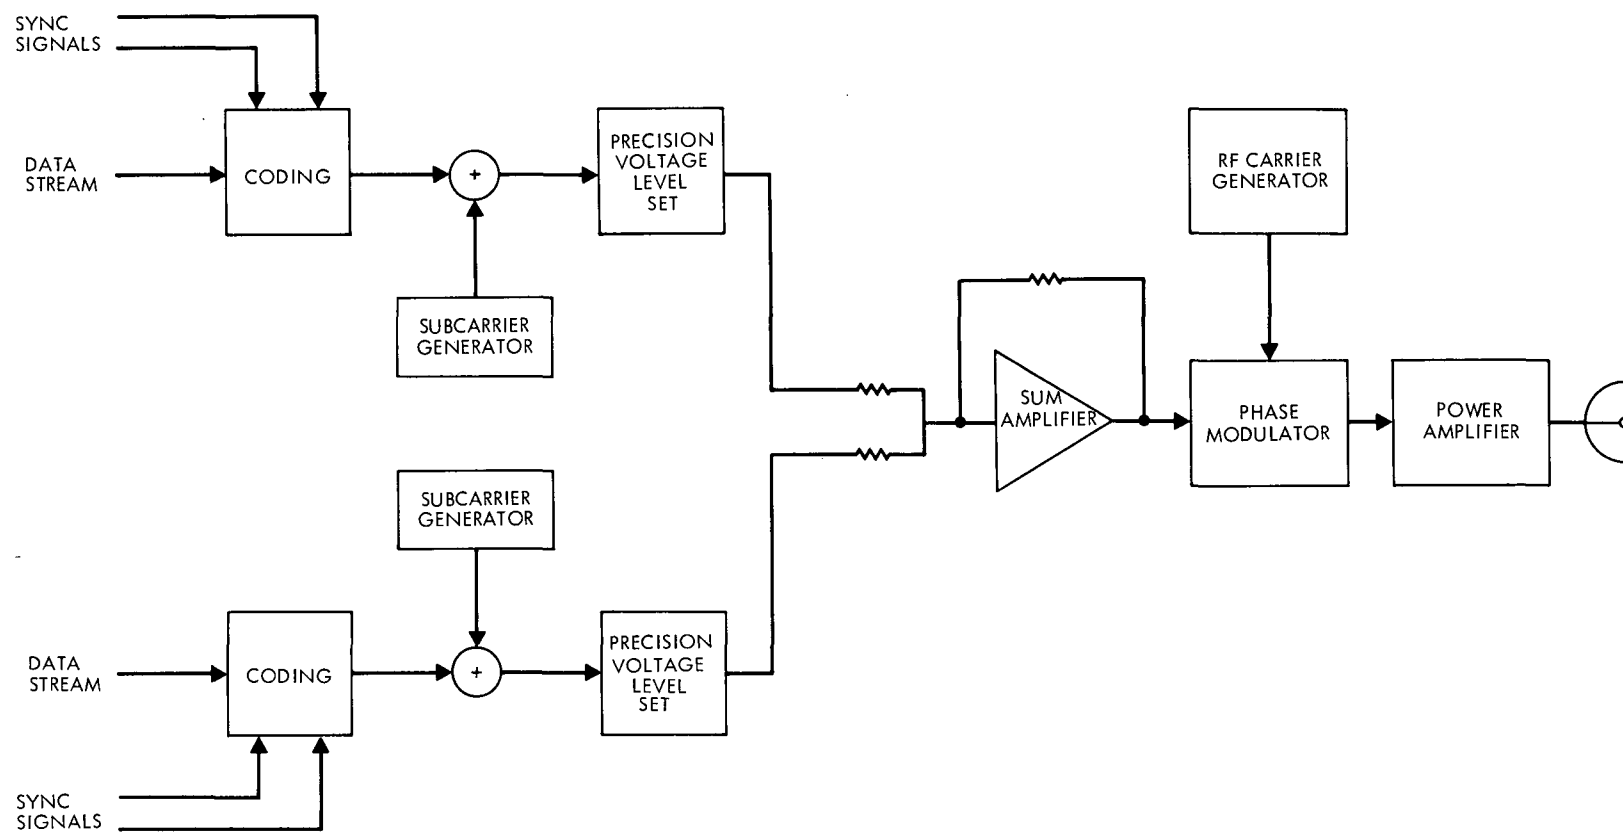 SYNC
SIGNALS
DATA
STREAM
CODING
+
PRECISION
VOLTAGE
LEVEL
SET
SUBCARRIER
GENERATOR
RF CARRIER
GENERATOR
SUM
AMPLIFIER
PHASE
MODULATOR
POWER
AMPLIFIER
SUBCARRIER
GENERATOR
DATA
STREAM
CODING
+
PRECISION
VOLTAGE
LEVEL
SET
SYNC
SIGNALS